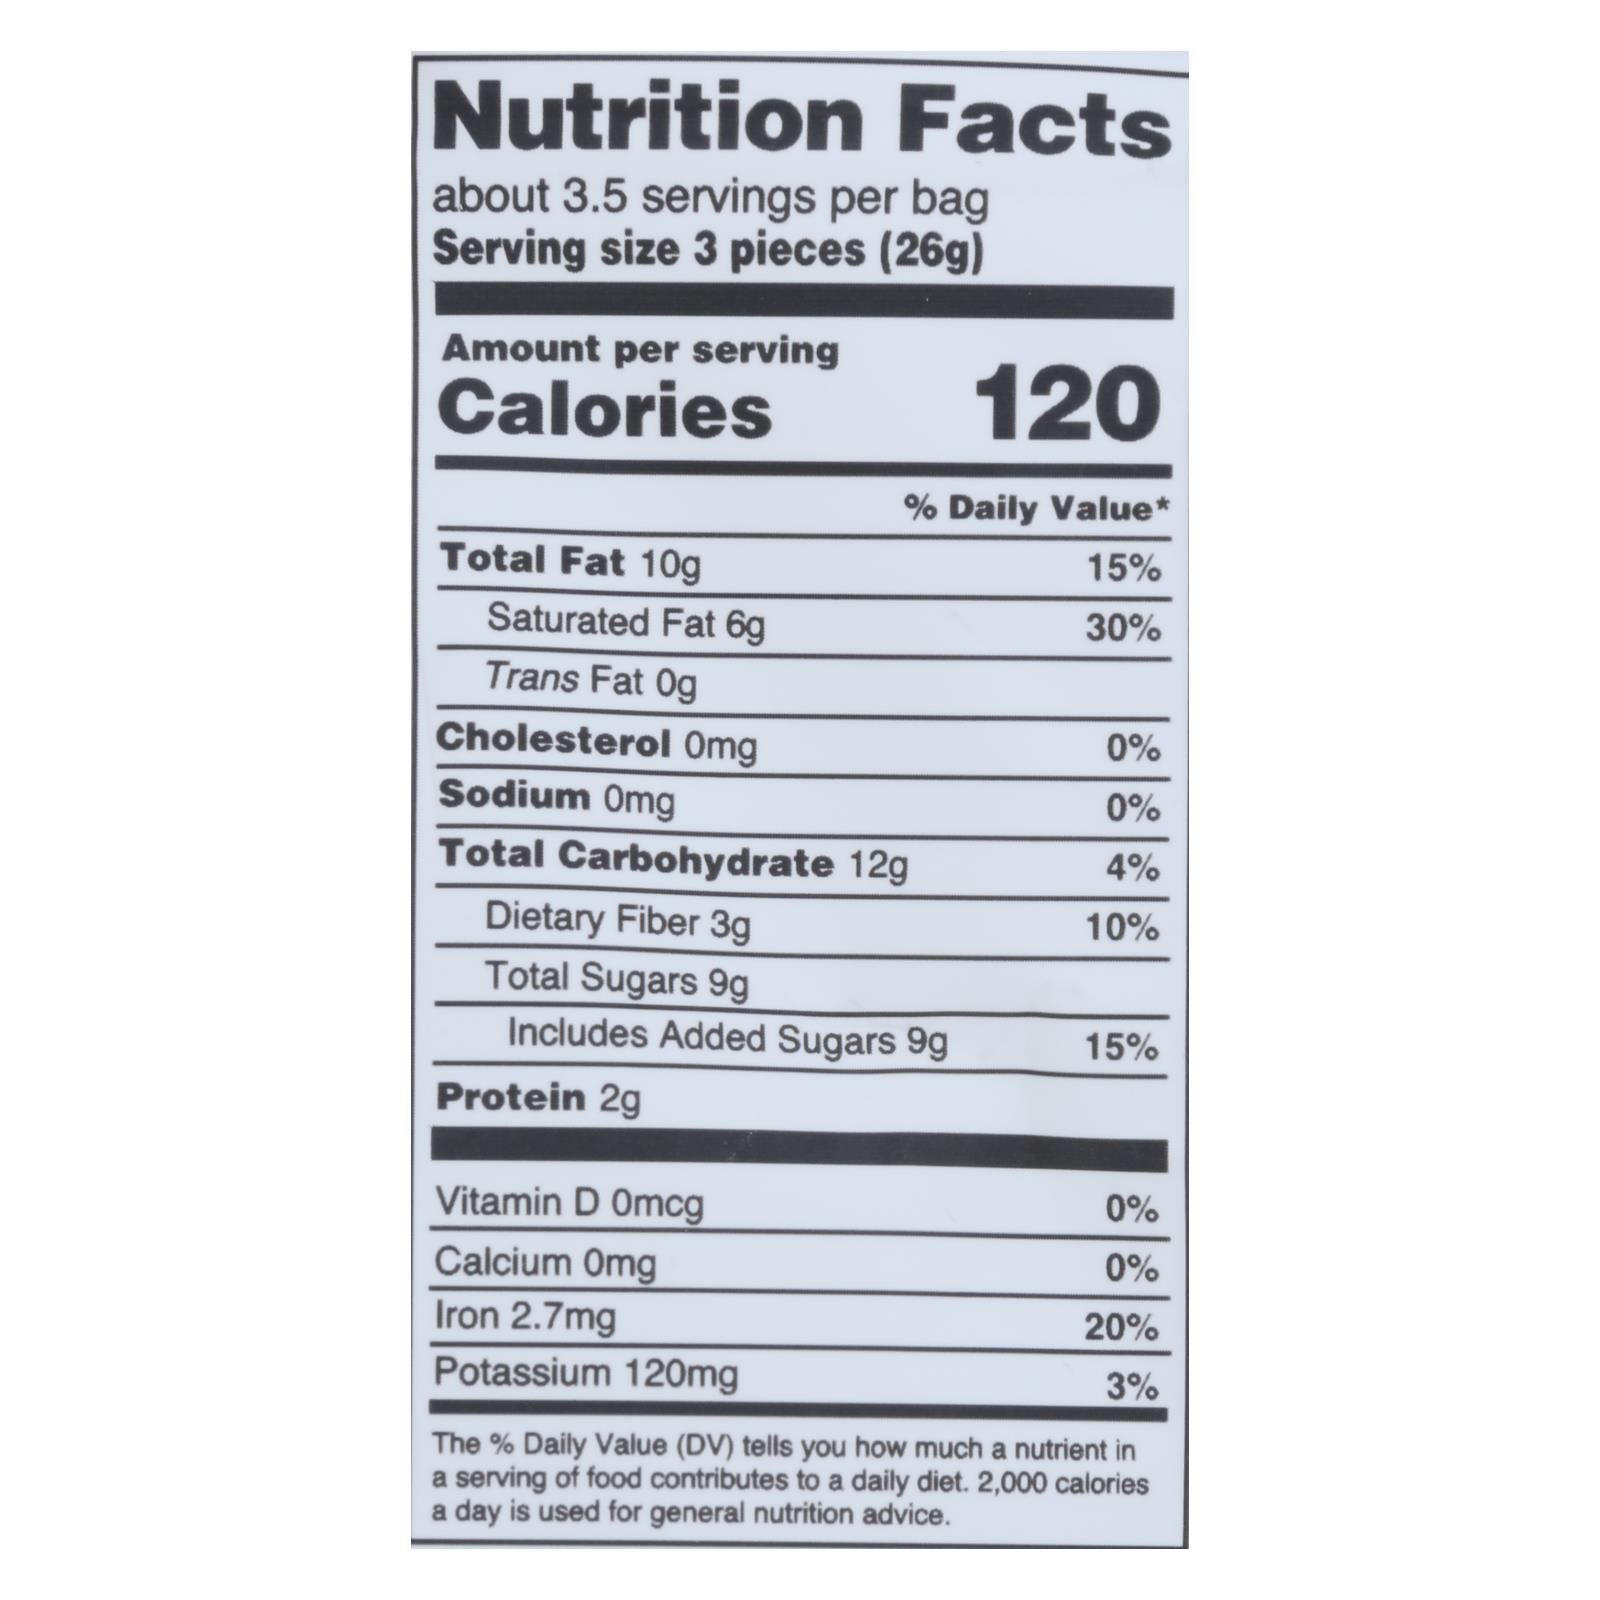 Nutrition Facts
about 3.5 servings per bag
Serving size 3 pieces (26g)
Amount per serving
Calories 120
% Daily Value*
Total Fat 10g 15%
Saturated Fat 6g 30%
Trans Fat 0g
Cholesterol 0mg 0%
Sodium 0mg 0%
Total Carbohydrate 12g 4%
Dietary Fiber 3g 10%
Total Sugars 9g
Includes Added Sugars 9g 15%
Protein 2g
Vitamin D 0mcg 0%
Calcium 0mg 0%
Iron 2.7mg 20%
Potassium 120mg 3%
The % Daily Value (DV) tells you how much a nutrient in
a serving of food contributes to a daily diet. 2,000 calories
a day is used for general nutrition advice.